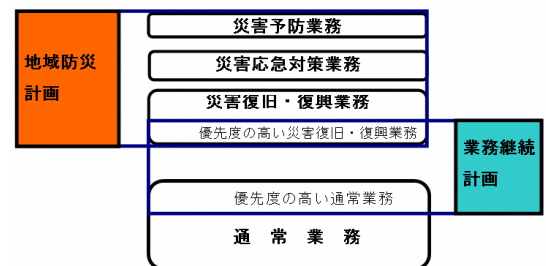 地域防災
計画
災害予防業務
災害応急対策業務
災害復旧・復興業務
優先度の高い災害復旧・復興業務
業務継続
計画
優先度の高い通常業務
通常業務